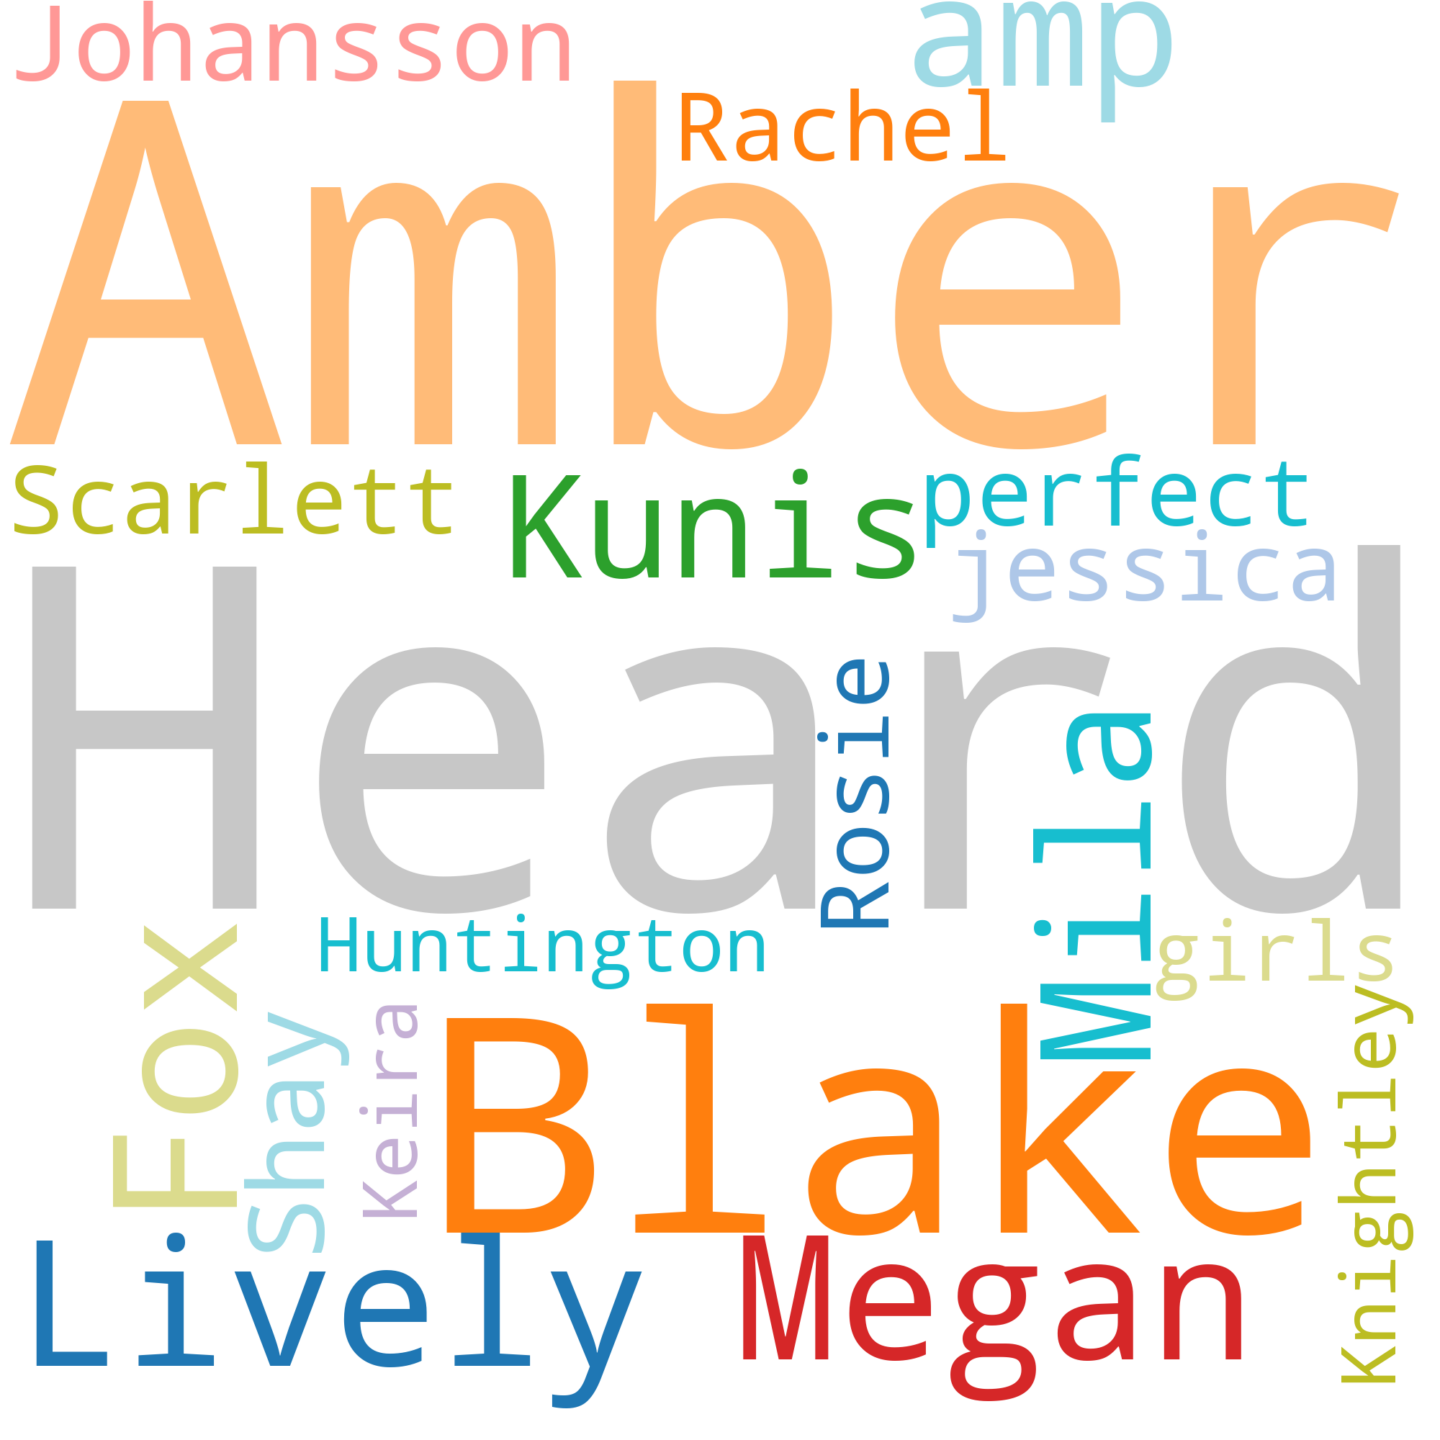 Johansson
amp
Rachel
Amber
Scarlett
Kunis
perfect
jessica
Heard
Rosie
Mila
Huntington
girls
Fox
Shay
Keira
Blake
Knightley
Lively
Megan